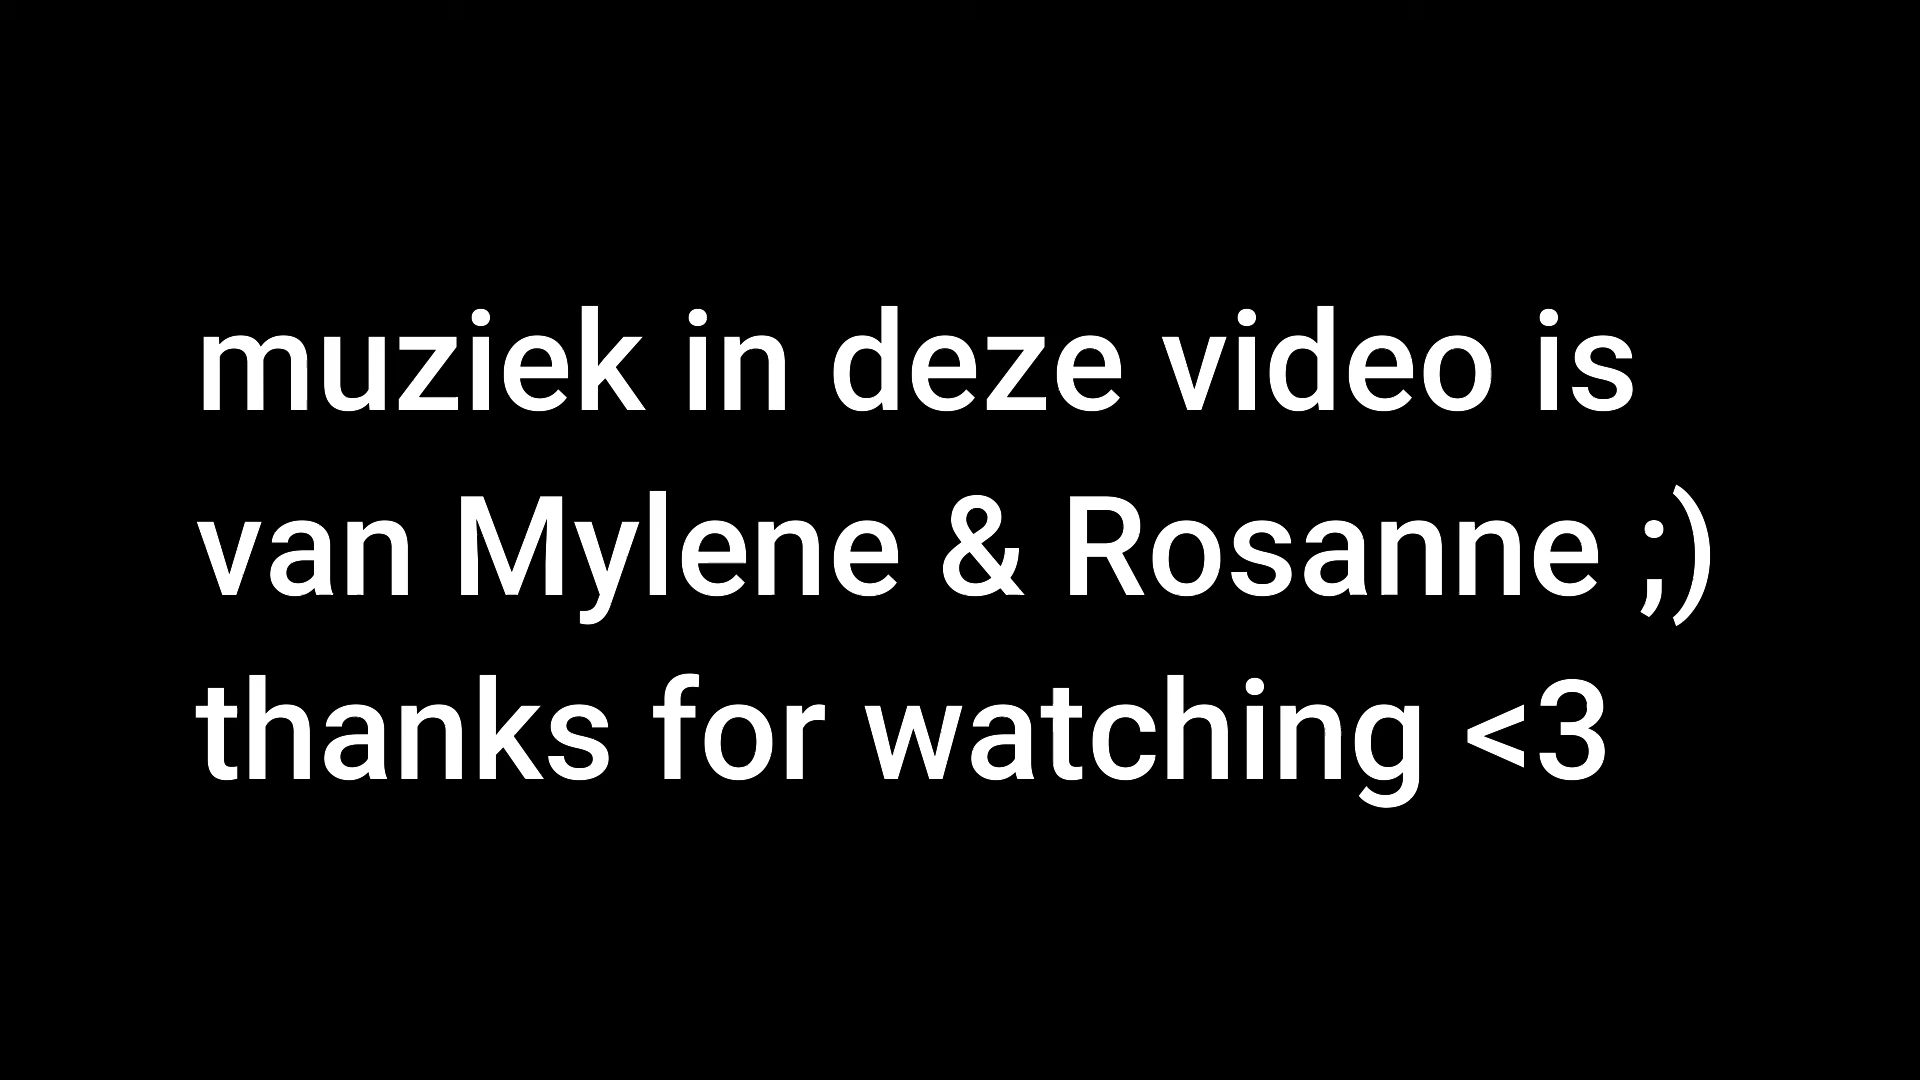 muziek in deze video is
van Mylene & Rosanne ;)
thanks for watching <3